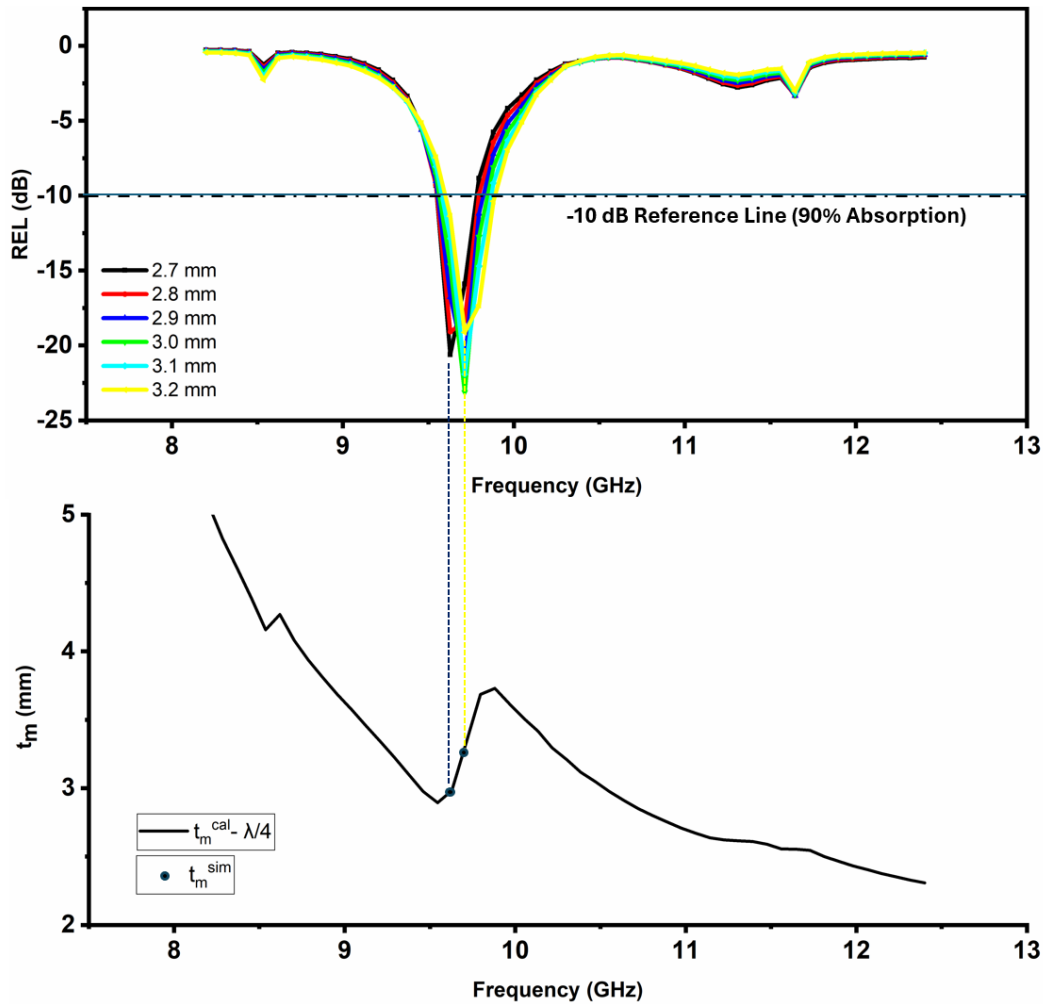 REL (dB)
0
-5
-10
-15
-20
-25
-10 dB Reference Line (90% Absorption)
2.7 mm
2.8 mm
2.9 mm
3.0 mm
3.1 mm
3.2 mm
8 9 10 11 12 13
Frequency (GHz)
t_m (mm)
5
4
3
2
t_m^cal- λ/4
t_m^sim
8 9 10 11 12 13
Frequency (GHz)